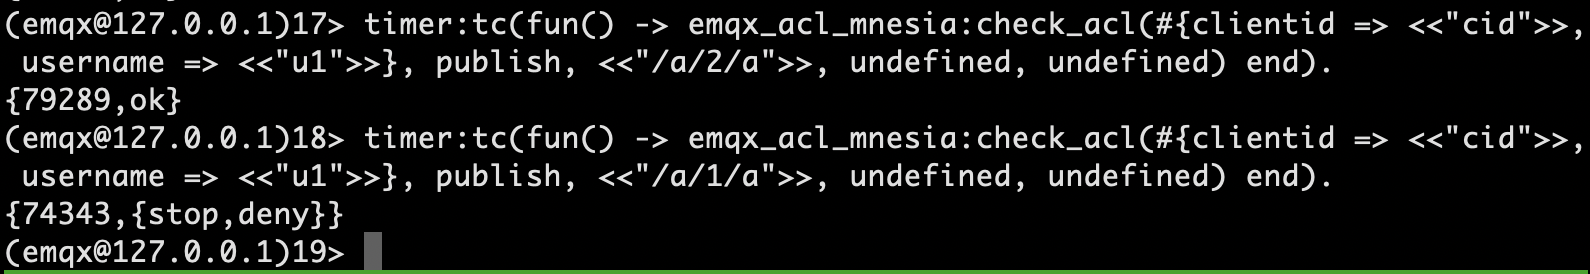 (emqx@127.0.0.1)17> timer:tc(fun() -> emqx_acl_mnesia:check_acl(#{clientid => <<"cid">>,
username => <<"u1">>}, publish, <<"/a/2/a">>, undefined, undefined) end).
{79289,ok}
(emqx@127.0.0.1)18> timer:tc(fun() -> emqx_acl_mnesia:check_acl(#{clientid => <<"cid">>,
username => <<"u1">>}, publish, <<"/a/1/a">>, undefined, undefined) end).
{74343,{stop,deny}}
(emqx@127.0.0.1)19>